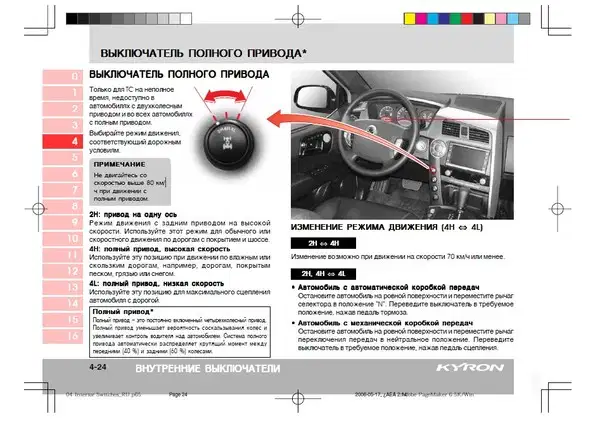 ВЫКЛЮЧАТЕЛЬ ПОЛНОГО ПРИВОДА*
0
1
2
3
4
5
6
7
8
9
10
11
12
13
14
15
16
ВЫКЛЮЧАТЕЛЬ ПОЛНОГО ПРИВОДА
Только для ТС на неполное
время, недоступно в
автомобилях с двухколесным
приводом и во всех автомобилях
с полным приводом.
Выбирайте режим движения,
соответствующий дорожным
условиям.
ПРИМЕЧАНИЕ
Не двигайтесь со
скоростью выше 80 км/
ч при движении с
полным приводом.
2H: привод на одну ось
Режим движения с задним приводом на высокой
скорости. Используйте этот режим для обычного или
скоростного движения по дорогам с покрытием и шоссе.
4H: полный привод, высокая скорость
Используйте эту позицию при движении по влажным или
скользким дорогам, например, дорогам, покрытым
песком, грязью или снегом.
4L: полный привод, низкая скорость
Используйте эту позицию для максимального сцепления
автомобиля с дорогой.
Полный привод*
Полный привод – это постоянно включенный четырехколесный привод.
Полный привод уменьшает вероятность соскальзывания колес и
увеличивает контроль водителя над автомобилем. Система полного
привода автоматически распределяет крутящий момент между
передними (40 %) и задними (60 %) колесами.
ИЗМЕНЕНИЕ РЕЖИМА ДВИЖЕНИЯ (4H ⇔ 4L)
2H ⇔ 4H
Изменение возможно при движении на скорости 70 км/ч или менее.
2H, 4H ⇔ 4L
• Автомобиль с автоматической коробкой передач
Остановите автомобиль на ровной поверхности и переместите рычаг
селектора в положение "N". Переведите выключатель в требуемое
положение, нажав педаль тормоза.
• Автомобиль с механической коробкой передач
Остановите автомобиль на ровной поверхности и переместите рычаг
переключения передач в нейтральное положение. Переведите
выключатель в требуемое положение, нажав педаль сцепления.
4-24
ВНУТРЕННИЕ ВЫКЛЮЧАТЕЛИ
KYRON
04. Interior Switches_RU.p65
Page 24